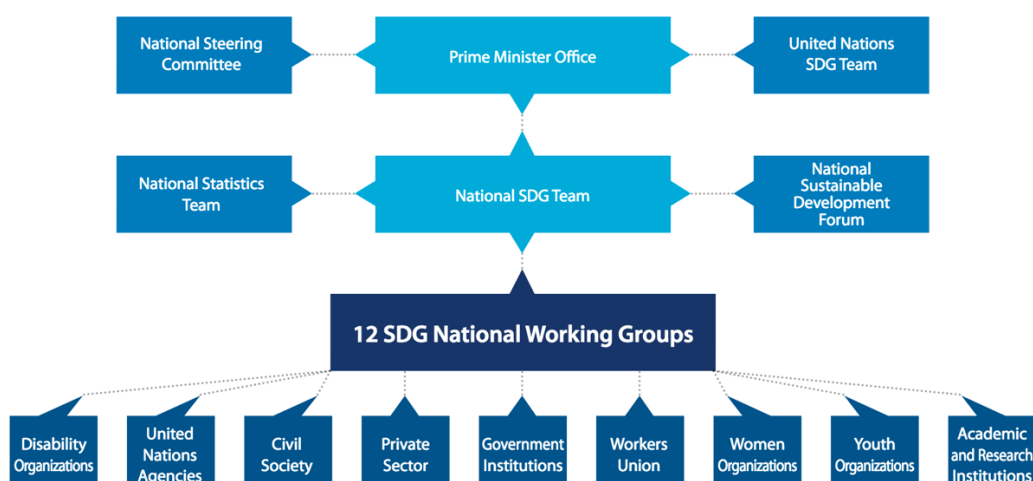 National Steering
Committee
Prime Minister Office
United Nations
SDG Team
National Statistics
Team
National SDG Team
National
Sustainable
Development
Forum
12 SDG National Working Groups
Disability
Organizations
United
Nations
Agencies
Civil
Society
Private
Sector
Government
Institutions
Workers
Union
Women
Organizations
Youth
Organizations
Academic
and Research
Institutions